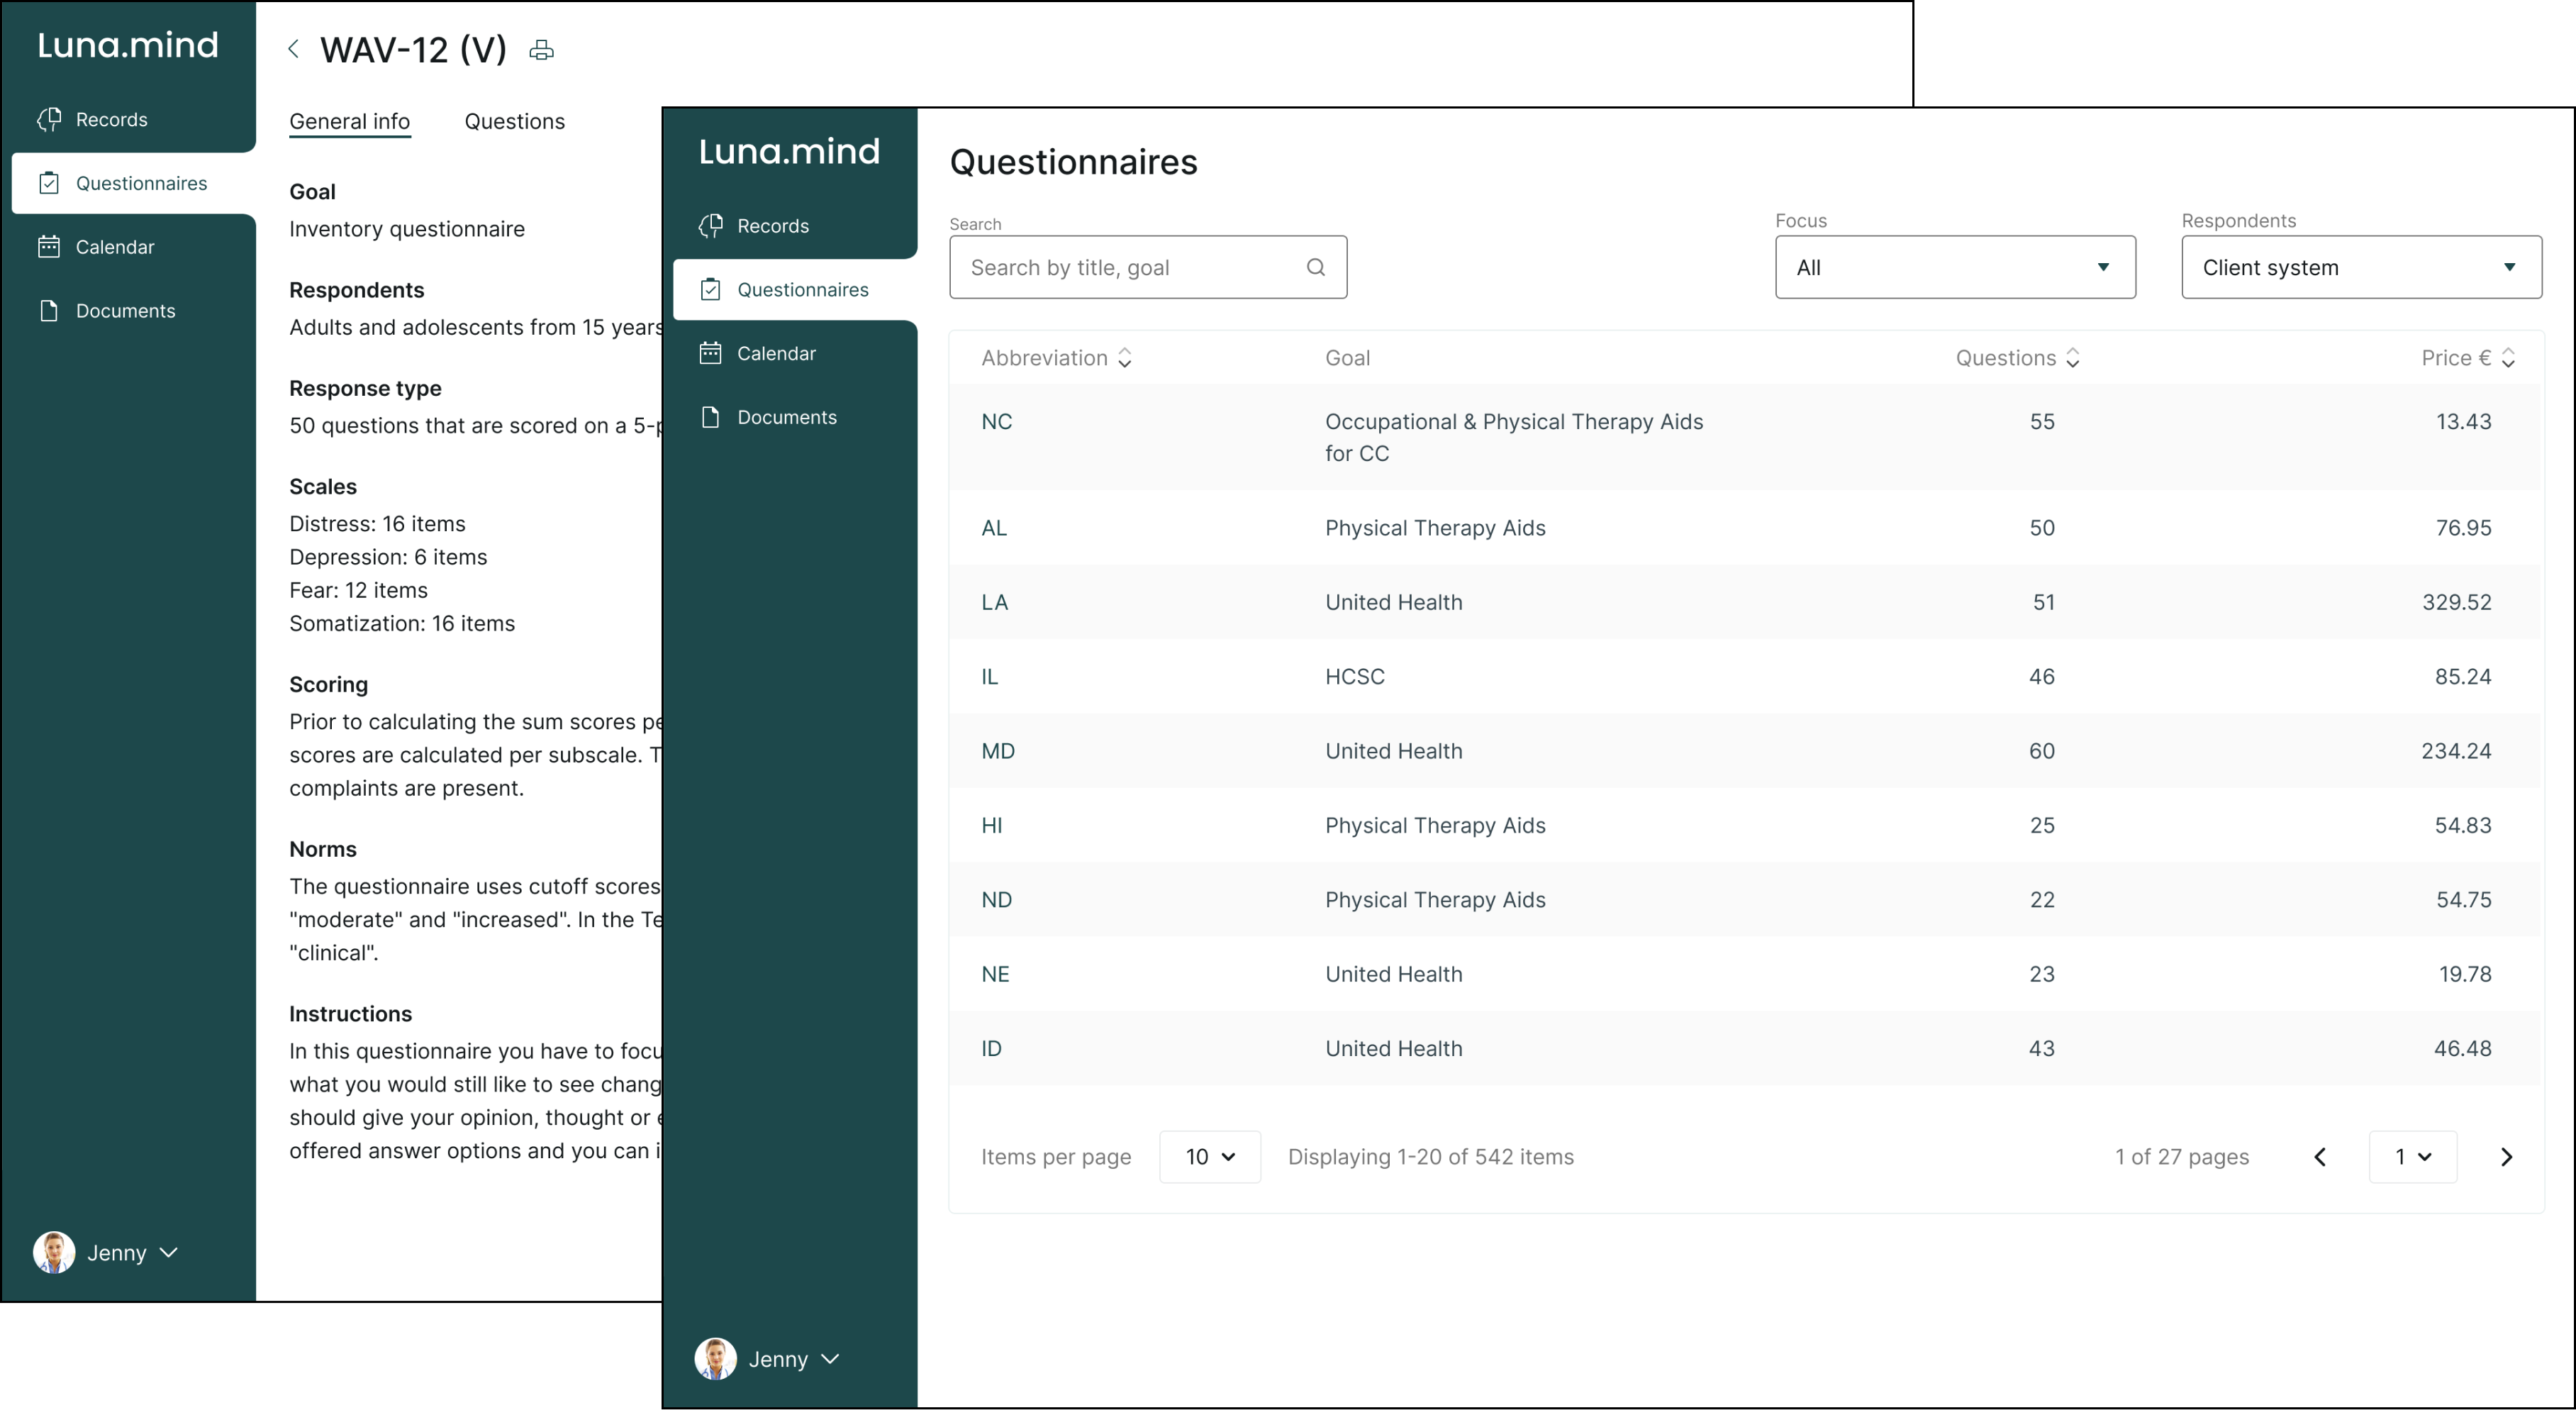 Luna.mind
Records
Questionnaires
Calendar
Documents
Jenny
WAV-12 (V)
General info Questions
Goal
Inventory questionnaire
Respondents
Adults and adolescents from 15 years
Response type
50 questions that are scored on a 5-
Scales
Distress: 16 items
Depression: 6 items
Fear: 12 items
Somatization: 16 items
Scoring
Prior to calculating the sum scores
scores are calculated per subscale.
complaints are present.
Norms
The questionnaire uses cutoff scores
"moderate" and "increased". In the
"clinical".
Instructions
In this questionnaire you have to
what you would still like to see
should give your opinion, thought or
offered answer options and you can
Luna.mind
Records
Questionnaires
Calendar
Documents
Jenny
Questionnaires
Search
Search by title, goal
Focus
All
Respondents
Client system
Abbreviation Goal Questions Price €
NC Occupational & Physical Therapy Aids 55 13.43
for CC
AL Physical Therapy Aids 50 76.95
LA United Health 51 329.52
IL HCSC 46 85.24
MD United Health 60 234.24
HI Physical Therapy Aids 25 54.83
ND Physical Therapy Aids 22 54.75
NE United Health 23 19.78
ID United Health 43 46.48
Items per page 10 Displaying 1-20 of 542 items 1 of 27 pages 1